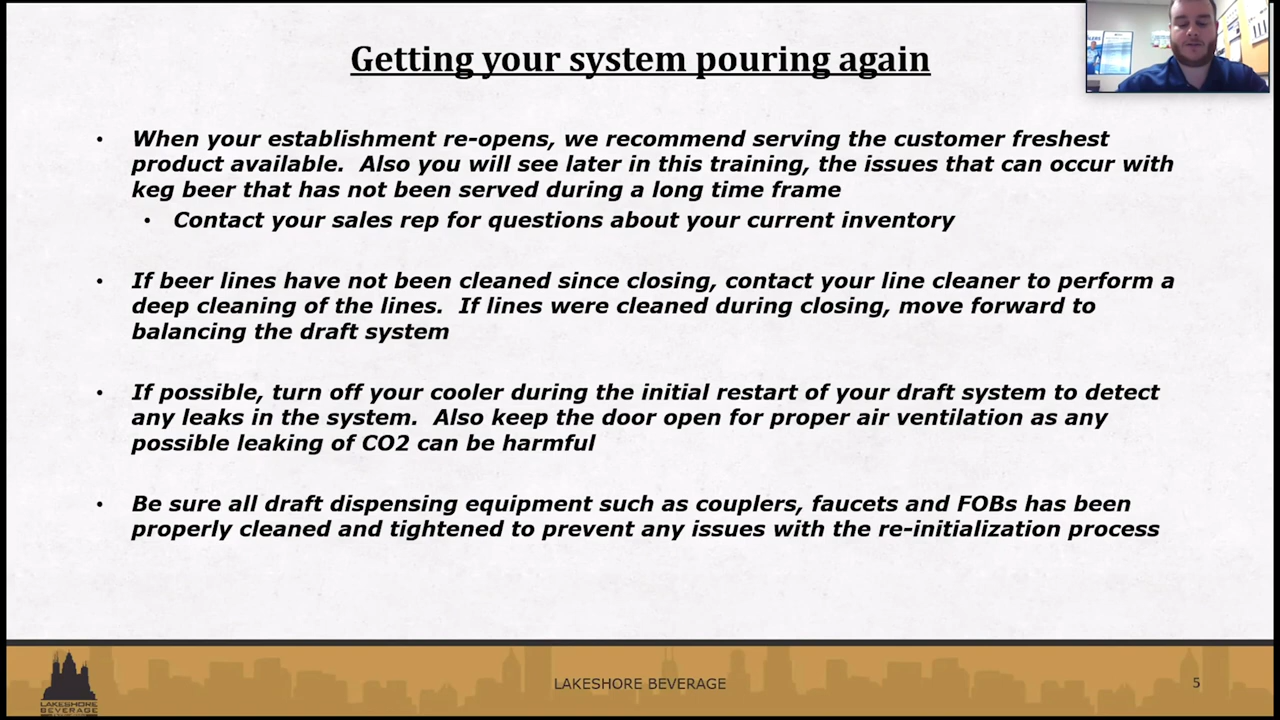 Getting your system pouring again
• When your establishment re-opens, we recommend serving the customer freshest
product available.  Also you will see later in this training, the issues that can occur with
keg beer that has not been served during a long time frame
• Contact your sales rep for questions about your current inventory
• If beer lines have not been cleaned since closing, contact your line cleaner to perform a
deep cleaning of the lines.  If lines were cleaned during closing, move forward to
balancing the draft system
• If possible, turn off your cooler during the initial restart of your draft system to detect
any leaks in the system.  Also keep the door open for proper air ventilation as any
possible leaking of CO2 can be harmful
• Be sure all draft dispensing equipment such as couplers, faucets and FOBs has been
properly cleaned and tightened to prevent any issues with the re-initialization process
LAKESHORE
BEVERAGE
LAKESHORE BEVERAGE
5